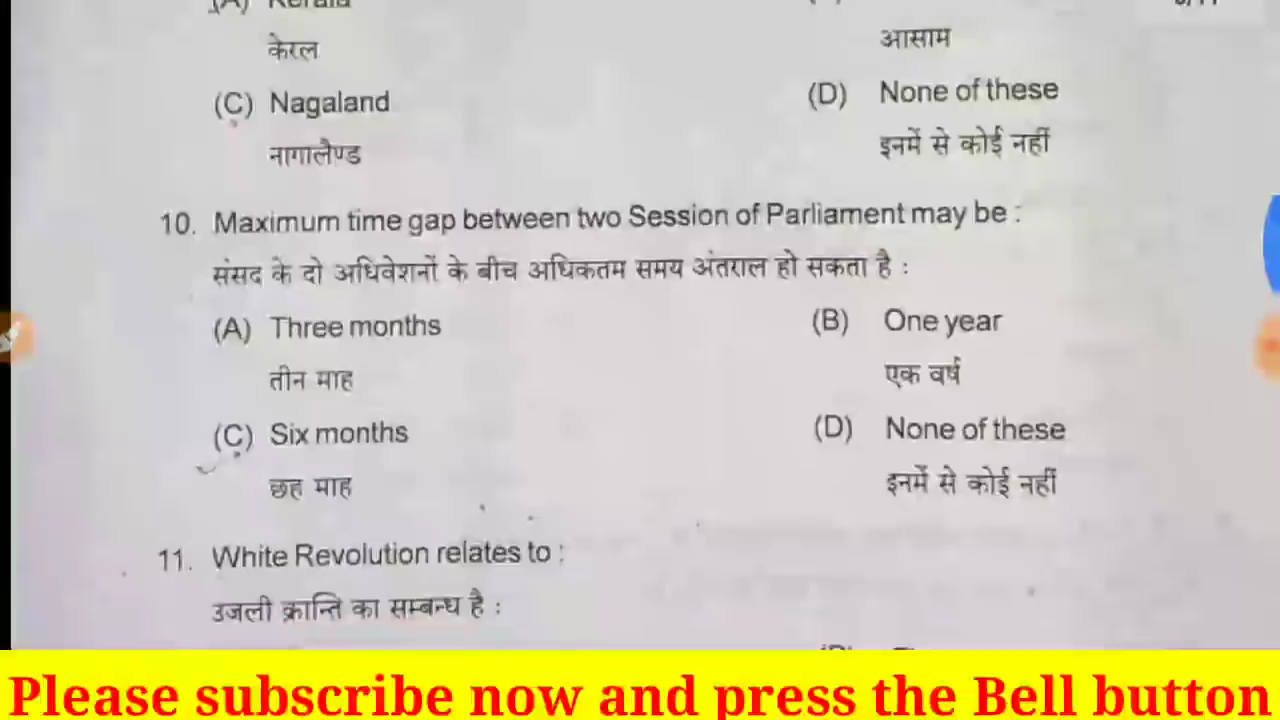 (A) Kerala
केरल
आसाम
(C) Nagaland
(D) None of these
नागालैण्ड
इनमें से कोई नहीं
10. Maximum time gap between two Session of Parliament may be :
संसद के दो अधिवेशनों के बीच अधिकतम समय अंतराल हो सकता है :
(A) Three months
(B) One year
तीन माह
एक वर्ष
(C) Six months
(D) None of these
छह माह
इनमें से कोई नहीं
11. White Revolution relates to :
उजली क्रान्ति का सम्बन्ध है :
Please subscribe now and press the Bell button